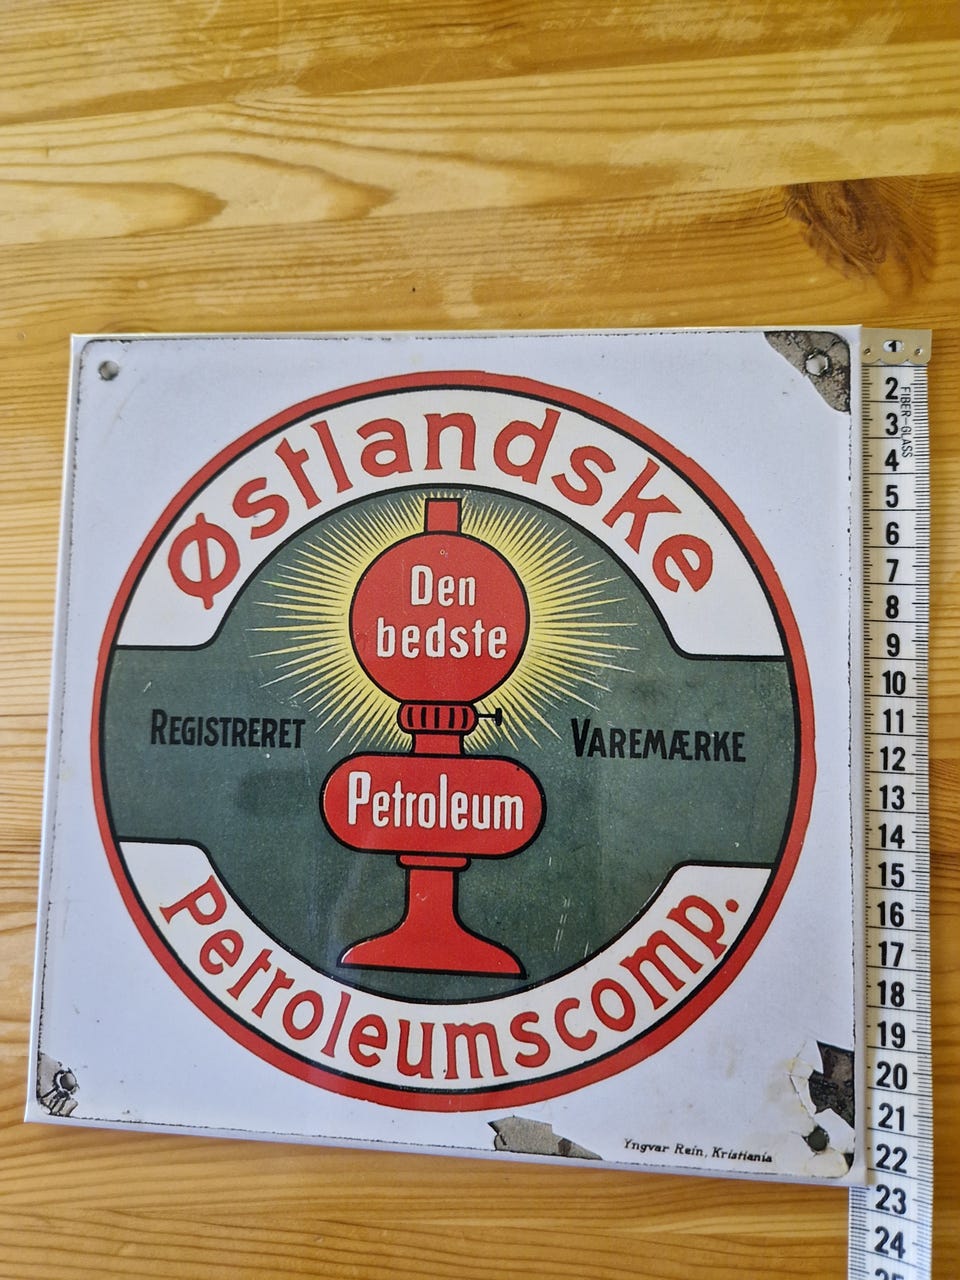 Østlandske
Den
bedste
REGISTRERET
VAREMÆRKE
Petroleum
Petroleumscomp.
Yngvar Rein, Kristiania
1
2
3
4
5
6
7
8
9
10
11
12
13
14
15
16
17
18
19
20
21
22
23
24
FIBER-GLASS